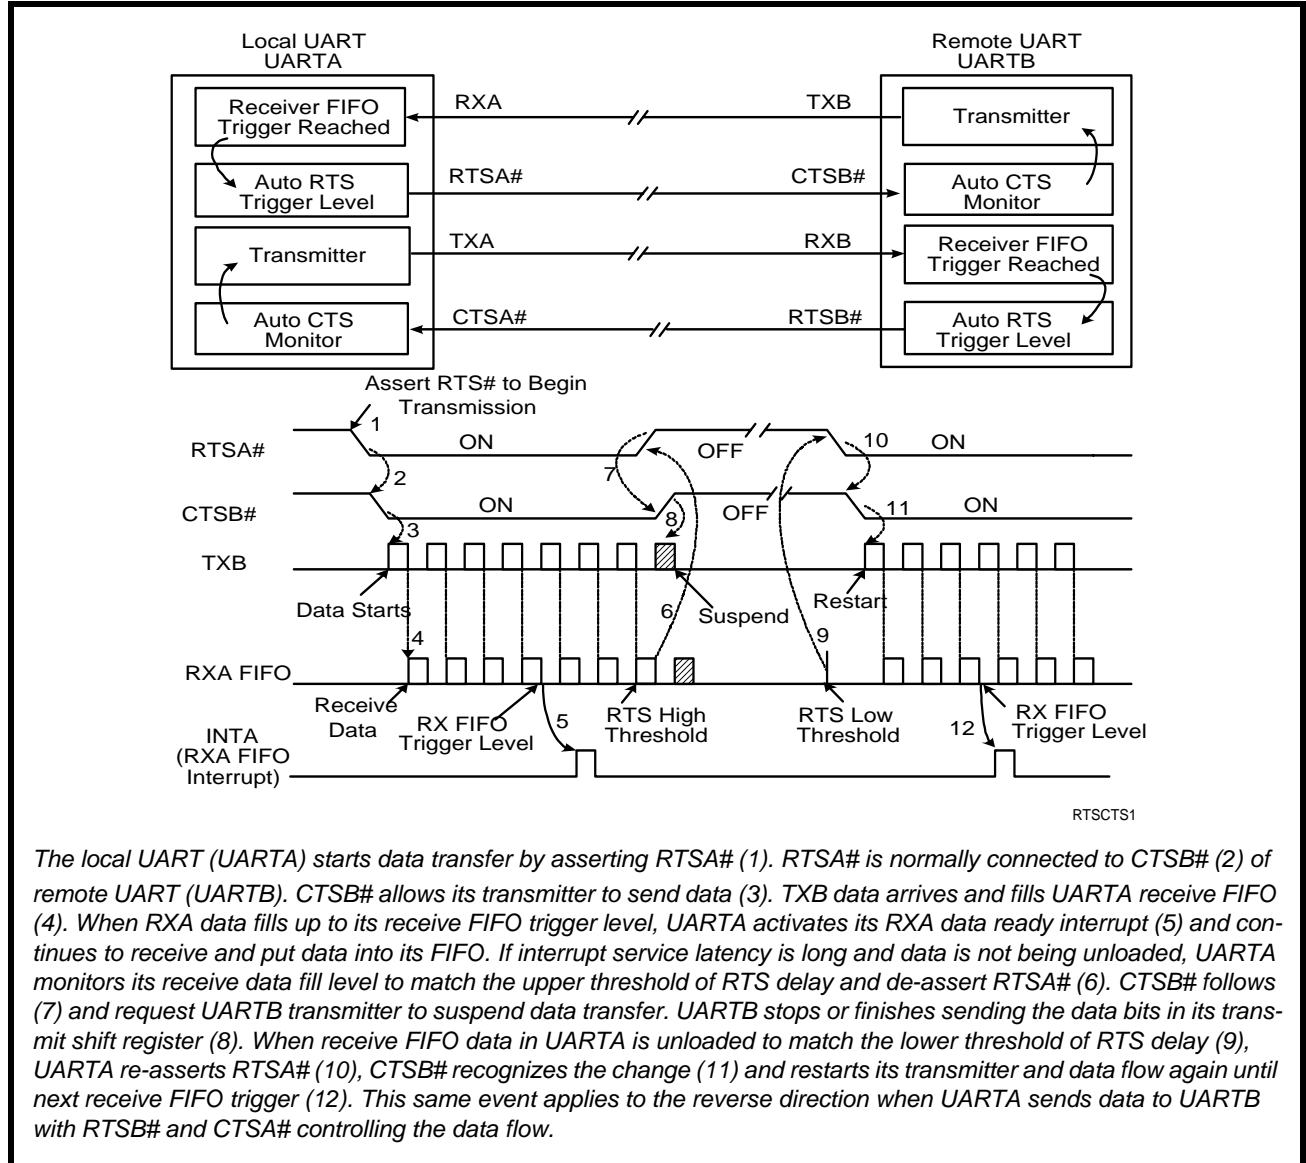 Local UART
UARTA
Remote UART
UARTB
Receiver FIFO
Trigger Reached
RXA
TXB
Transmitter
Auto RTS
Trigger Level
RTSA#
CTSB#
Auto CTS
Monitor
Transmitter
TXA
RXB
Receiver FIFO
Trigger Reached
Auto CTS
Monitor
CTSA#
RTSB#
Auto RTS
Trigger Level
Assert RTS# to Begin
Transmission
1
RTSA#
ON
OFF
10
ON
2
7
CTSB#
ON
8
OFF
11
ON
3
TXB
Data Starts
6
Suspend
Restart
4
9
RXA FIFO
Receive
Data
RX FIFO
Trigger Level
5
RTS High
Threshold
RTS Low
Threshold
12
RX FIFO
Trigger Level
INTA
(RXA FIFO
Interrupt)
RTSCTS1
The local UART (UARTA) starts data transfer by asserting RTSA# (1). RTSA# is normally connected to CTSB# (2) of
remote UART (UARTB). CTSB# allows its transmitter to send data (3). TXB data arrives and fills UARTA receive FIFO
(4). When RXA data fills up to its receive FIFO trigger level, UARTA activates its RXA data ready interrupt (5) and con-
tinues to receive and put data into its FIFO. If interrupt service latency is long and data is not being unloaded, UARTA
monitors its receive data fill level to match the upper threshold of RTS delay and de-assert RTSA# (6). CTSB# follows
(7) and request UARTB transmitter to suspend data transfer. UARTB stops or finishes sending the data bits in its trans-
mit shift register (8). When receive FIFO data in UARTA is unloaded to match the lower threshold of RTS delay (9),
UARTA re-asserts RTSA# (10), CTSB# recognizes the change (11) and restarts its transmitter and data flow again until
next receive FIFO trigger (12). This same event applies to the reverse direction when UARTA sends data to UARTB
with RTSB# and CTSA# controlling the data flow.